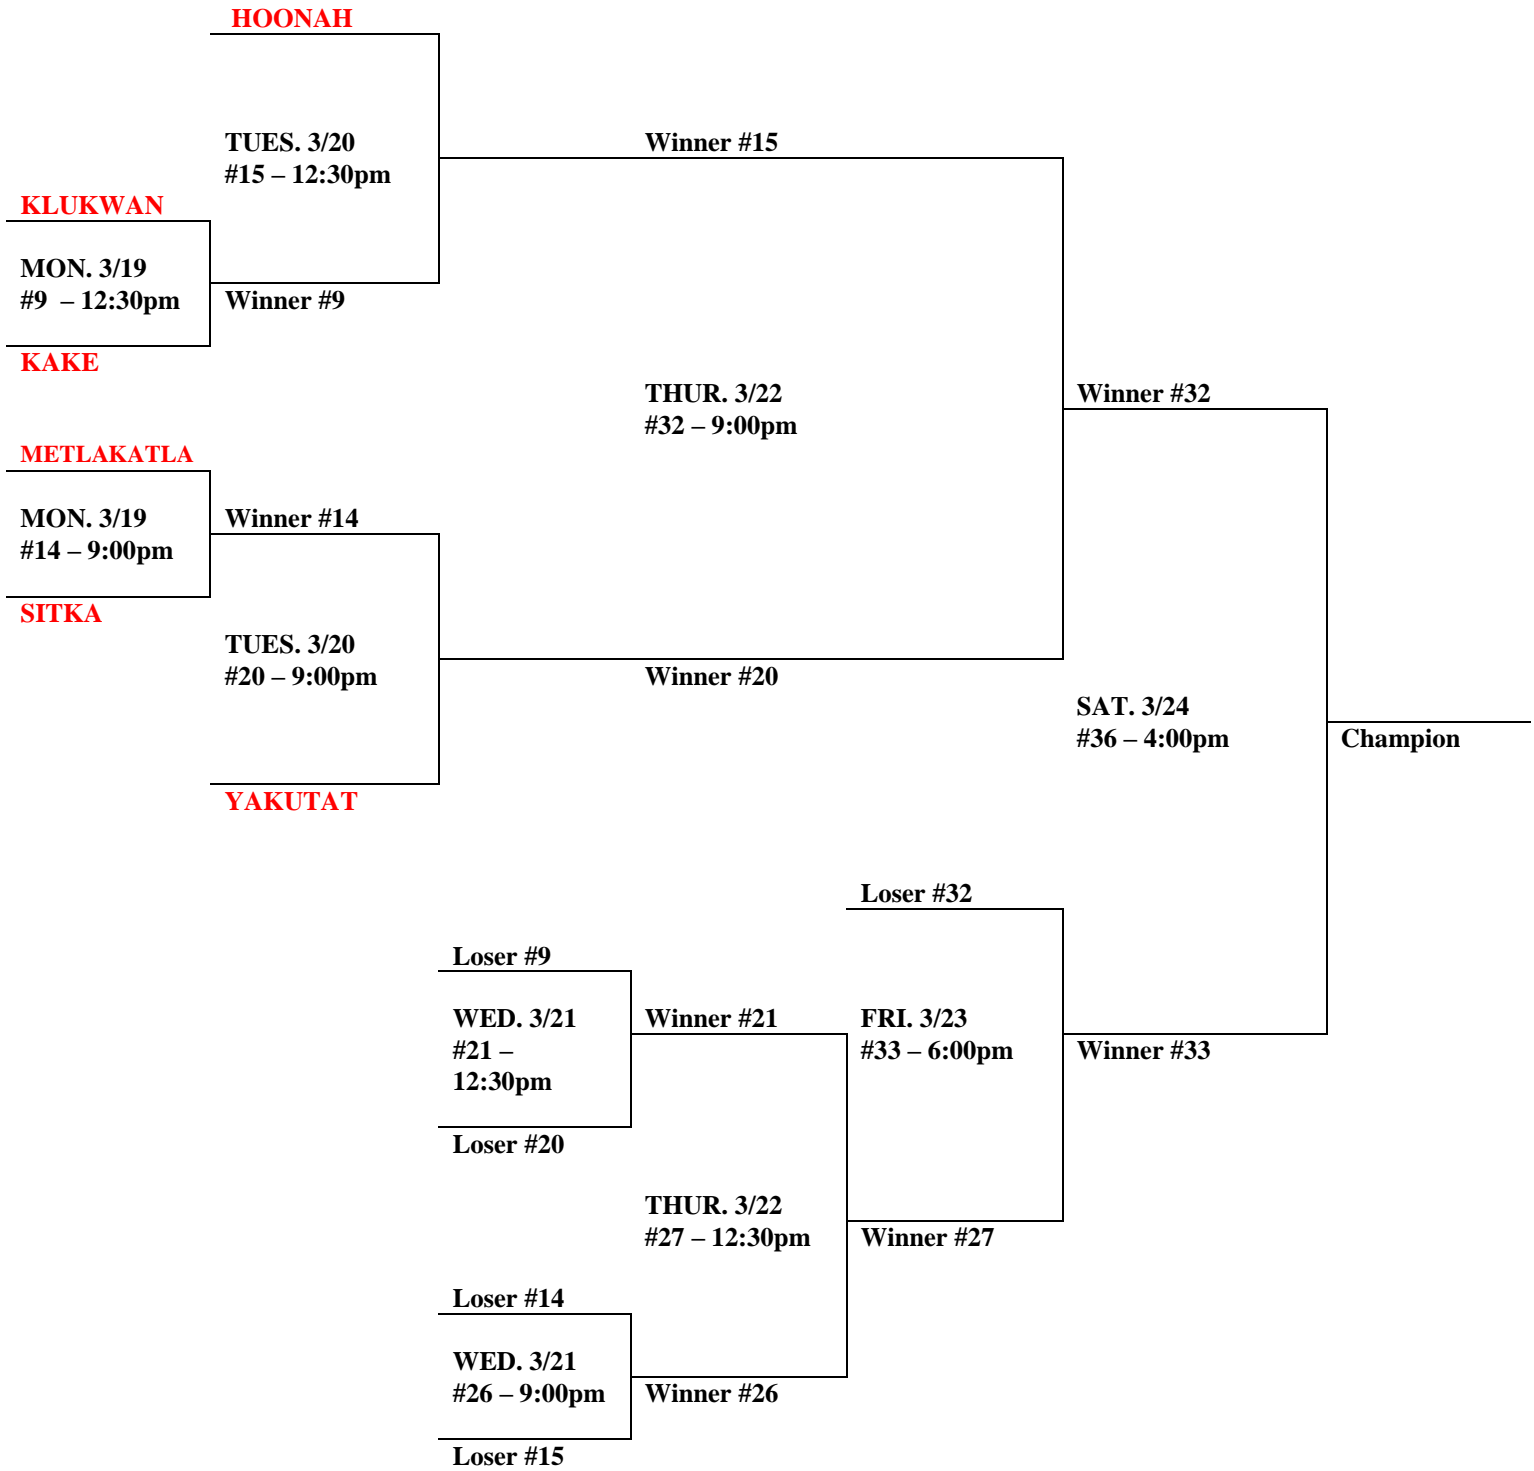 HOONAH
TUES. 3/20
#15 – 12:30pm
Winner #15
KLUKWAN
MON. 3/19
#9  – 12:30pm
Winner #9
KAKE
THUR. 3/22
#32 – 9:00pm
Winner #32
METLAKATLA
MON. 3/19
#14 – 9:00pm
Winner #14
SITKA
TUES. 3/20
#20 – 9:00pm
Winner #20
SAT. 3/24
#36 – 4:00pm
Champion
YAKUTAT
Loser #32
Loser #9
WED. 3/21
#21 –
12:30pm
Winner #21
FRI. 3/23
#33 – 6:00pm
Winner #33
Loser #20
THUR. 3/22
#27 – 12:30pm
Winner #27
Loser #14
WED. 3/21
#26 – 9:00pm
Winner #26
Loser #15